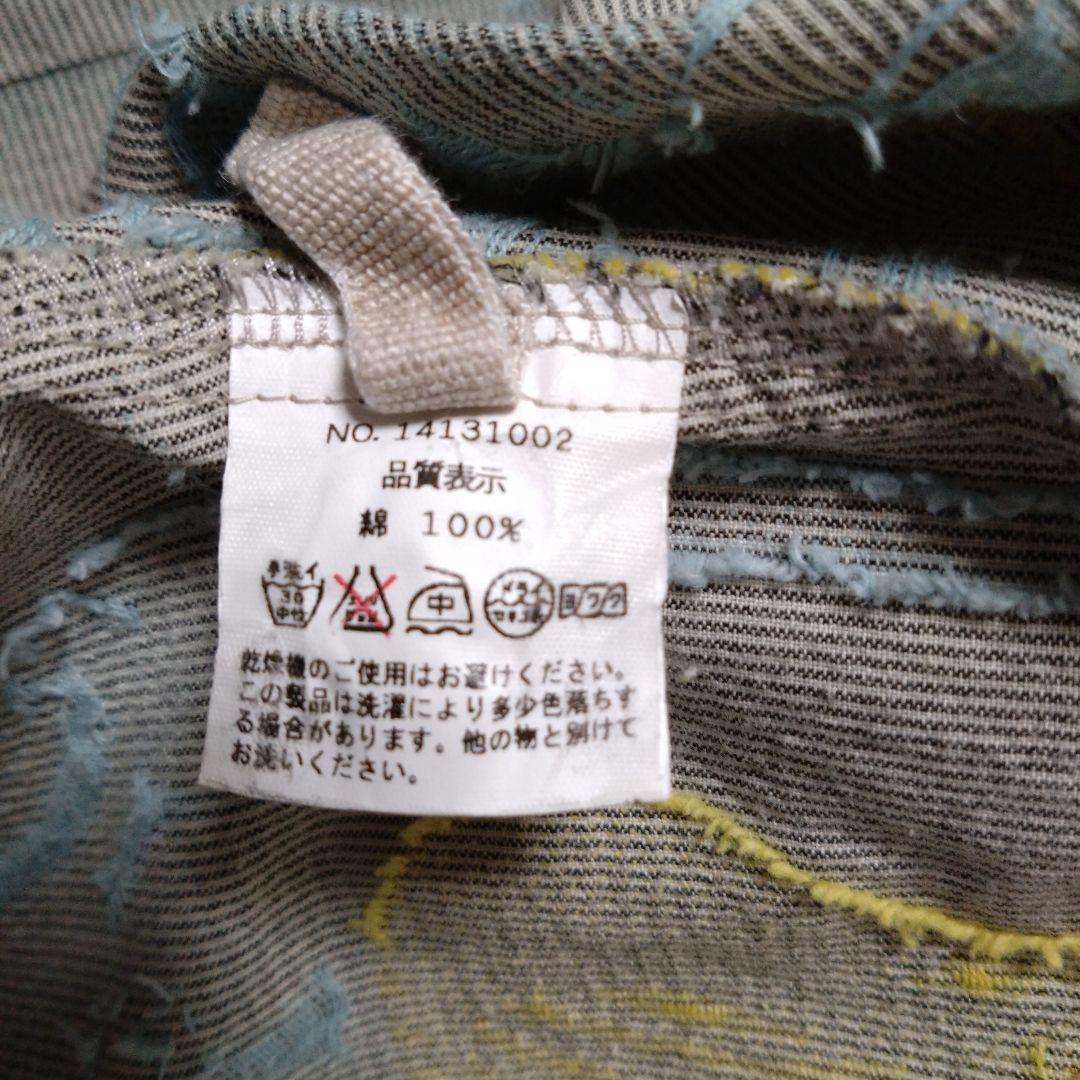 NO. 14131002
品質表示
綿 100%
手洗イ
30
中性
中
ドライ
セキユ系
ヨワク
乾燥機のご使用はお避けください。
この製品は洗濯により多少色落ちす
る場合があります。他の物と別けて
お洗いください。